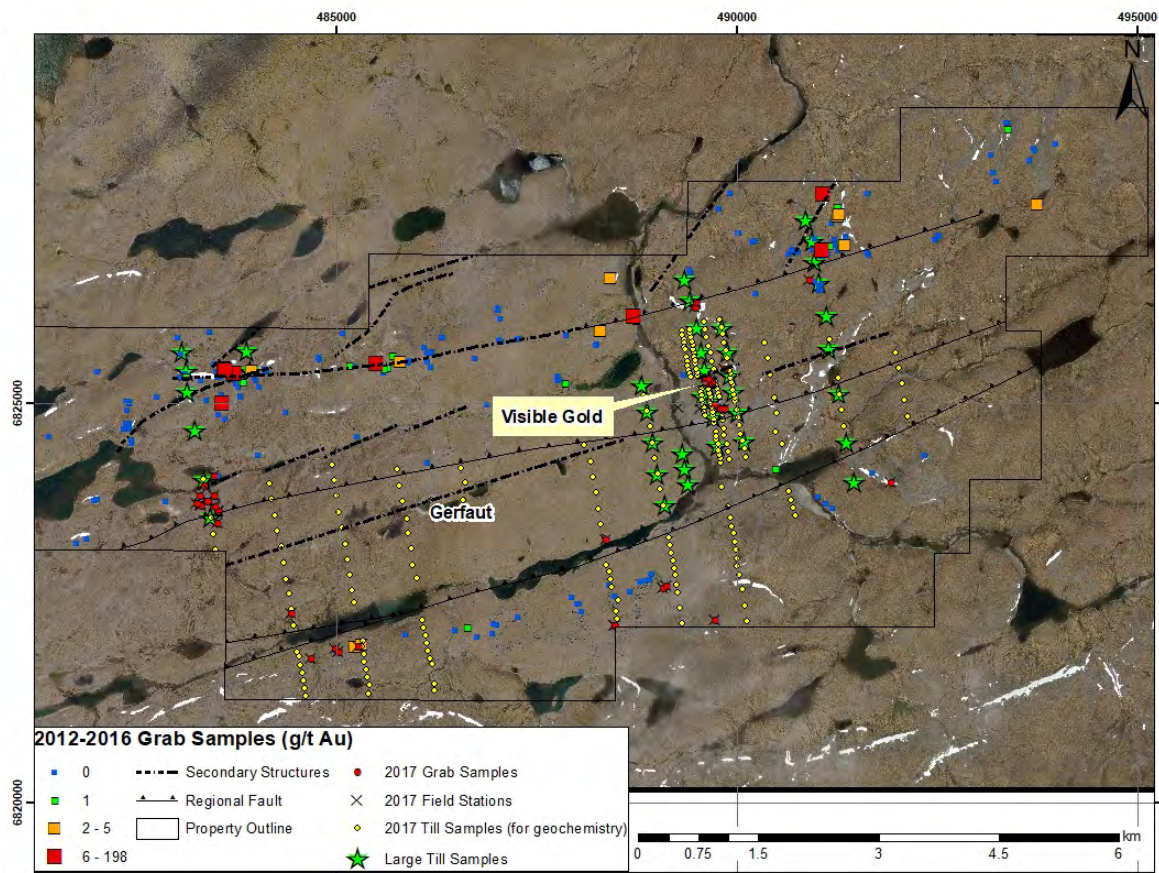 485000
490000
495000
N
6825000
Visible Gold
Gerfaut
2012-2016 Grab Samples (g/t Au)
0
Secondary Structures
2017 Grab Samples
1
Regional Fault
2017 Field Stations
2 - 5
Property Outline
2017 Till Samples (for geochemistry)
6 - 198
Large Till Samples
6820000
km
0 0.75 1.5 3 4.5 6